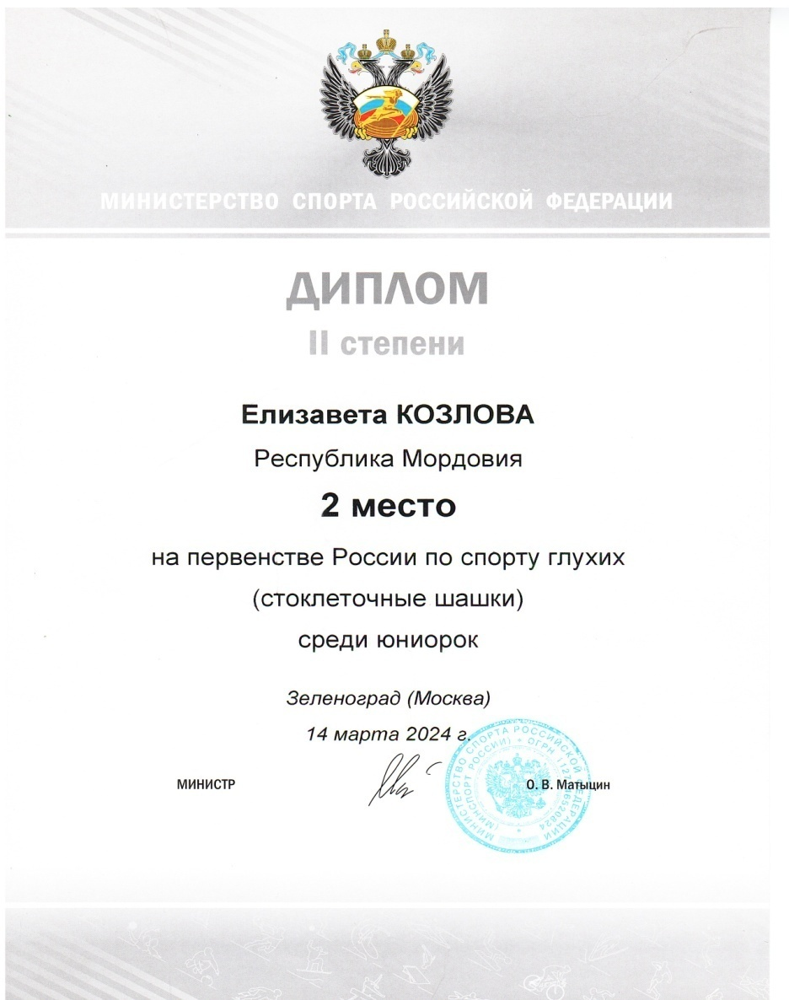 МИНИСТЕРСТВО СПОРТА РОССИЙСКОЙ ФЕДЕРАЦИИ
ДИПЛОМ
II степени
Елизавета КОЗЛОВА
Республика Мордовия
2 место
на первенстве России по спорту глухих
(стоклеточные шашки)
среди юниорок
Зеленоград (Москва)
14 марта 2024 г.
МИНИСТР
О. В. Матыцин
МИНИСТЕРСТВО СПОРТА РОССИЙСКОЙ ФЕДЕРАЦИИ
(МИНСПОРТ РОССИИ) * ОГРН